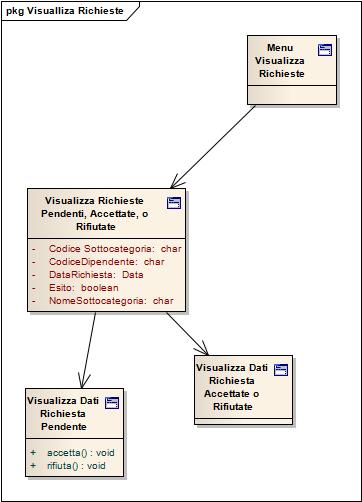 pkg Visualliza Richieste
Menu
Visualizza
Richieste
Visualizza Richieste
Pendenti, Accettate, o
Rifiutate
- Codice Sottocategoria: char
- CodiceDipendente: char
- DataRichiesta: Data
- Esito: boolean
- NomeSottocategoria: char
Visualizza Dati
Richiesta
Accettate o
Rifiutate
Visualizza Dati
Richiesta
Pendente
+ accetta() : void
+ rifiuta() : void